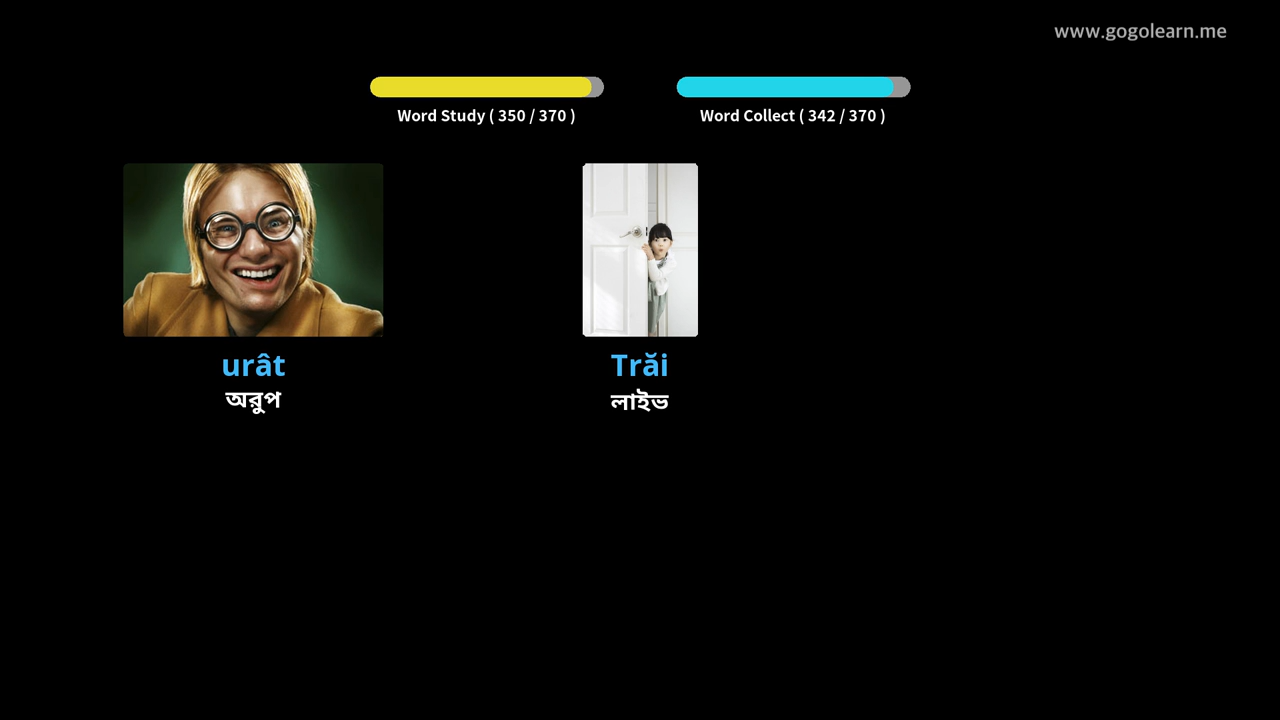 www.gogolearn.me
Word Study ( 350 / 370 )
Word Collect ( 342 / 370 )
urât
অরুপ
Trăi
লাইভ